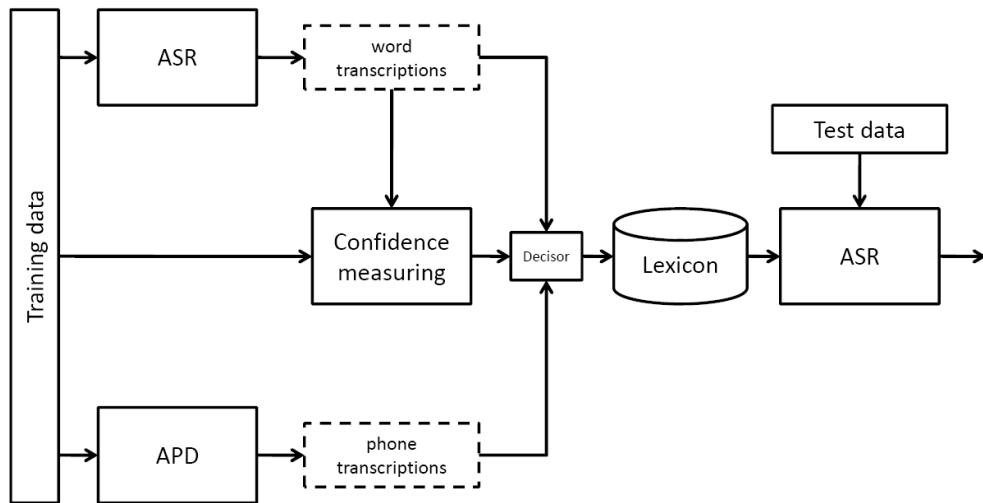 Training data
ASR
word
transcriptions
Test data
Confidence
measuring
Decisor
Lexicon
ASR
APD
phone
transcriptions